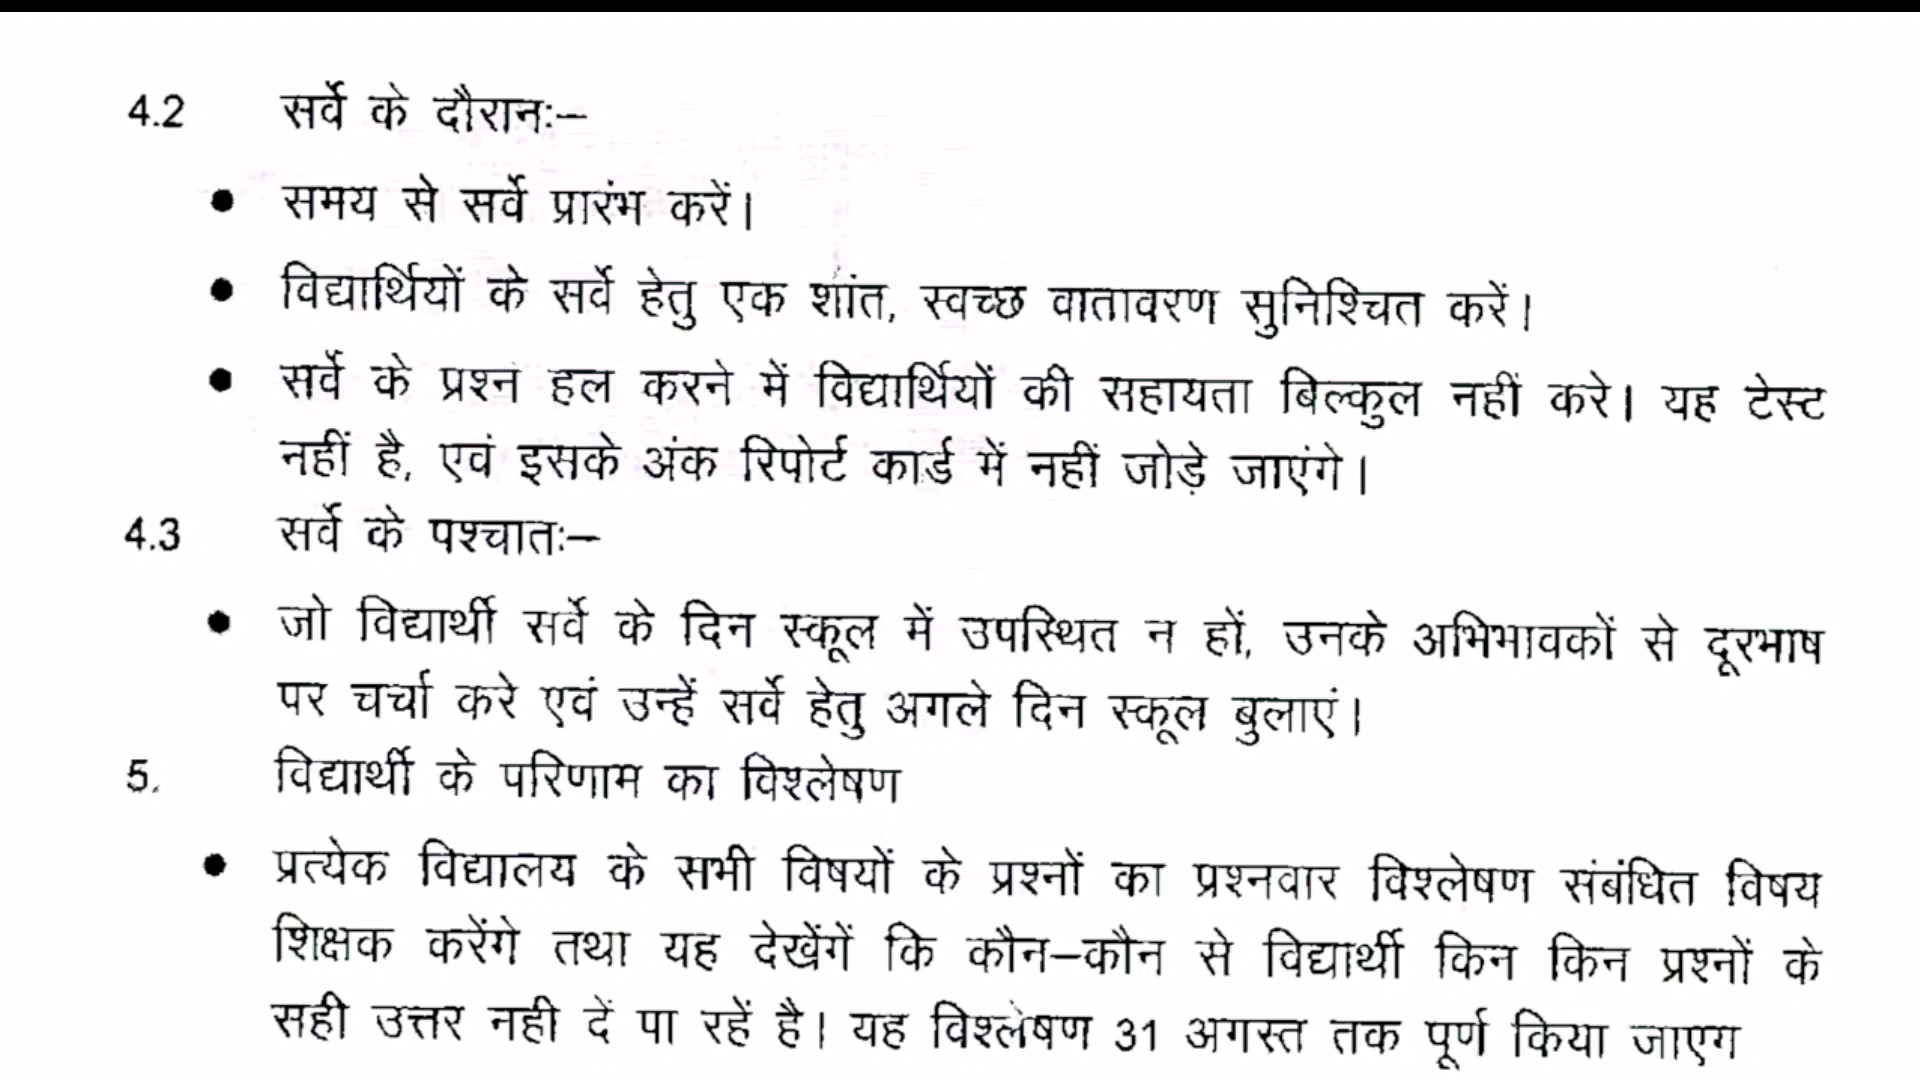 4.2 सर्वे के दौरानः–
● समय से सर्वे प्रारंभ करें।
● विद्यार्थियों के सर्वे हेतु एक शांत, स्वच्छ वातावरण सुनिश्चित करें।
● सर्वे के प्रश्न हल करने में विद्यार्थियों की सहायता बिल्कुल नहीं करे। यह टेस्ट
नहीं है, एवं इसके अंक रिपोर्ट कार्ड में नहीं जोड़े जाएंगे।
4.3 सर्वे के पश्चातः–
● जो विद्यार्थी सर्वे के दिन स्कूल में उपस्थित न हों, उनके अभिभावकों से दूरभाष
पर चर्चा करे एवं उन्हें सर्वे हेतु अगले दिन स्कूल बुलाएं।
5. विद्यार्थी के परिणाम का विश्लेषण
● प्रत्येक विद्यालय के सभी विषयों के प्रश्नों का प्रश्नवार विश्लेषण संबंधित विषय
शिक्षक करेंगे तथा यह देखेंगें कि कौन–कौन से विद्यार्थी किन किन प्रश्नों के
सही उत्तर नही दें पा रहें है। यह विश्लेषण 31 अगस्त तक पूर्ण किया जाएग